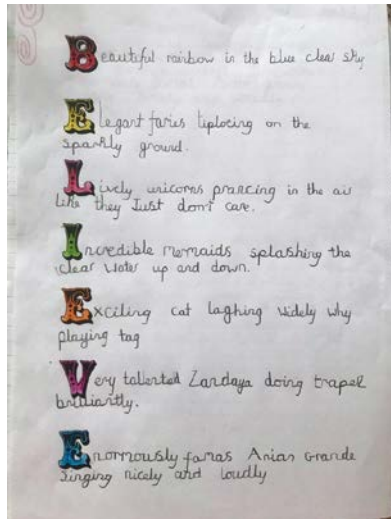 Beautiful rainbow in the blue clear sky
Elegant faries tiptoeing on the
sparkly ground.
Lively unicorns prancing in the air
like they Just don't care.
Incredible mermaids splashing the
clear water up and down.
Exciting cat laghing widely why
playing tag
Very talented Zandaya doing trapel
brilliantly.
Enormously famas Arian Grande
singing nicely and loudly